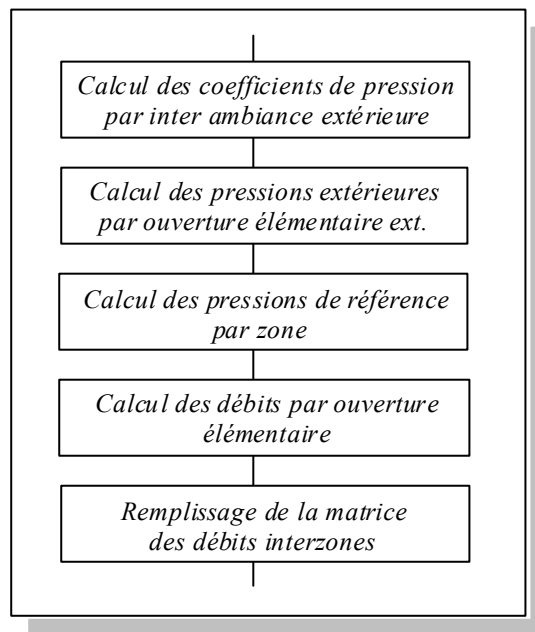 Calcul des coefficients de pression
par inter ambiance extérieure
Calcul des pressions extérieures
par ouverture élémentaire ext.
Calcul des pressions de référence
par zone
Calcul des débits par ouverture
élémentaire
Remplissage de la matrice
des débits interzones